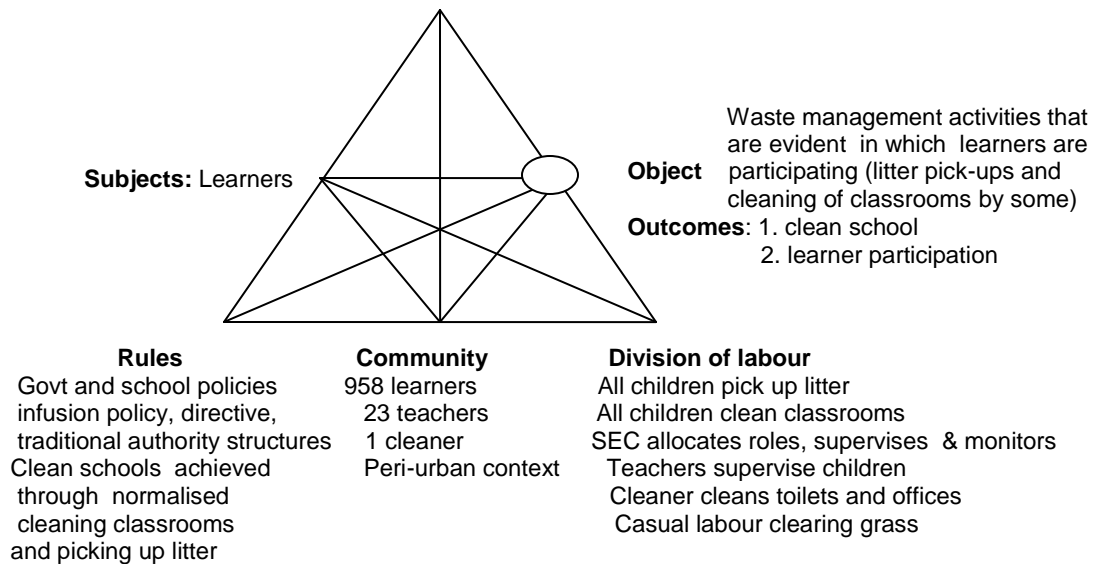 Subjects: Learners
Waste management activities that
are evident in which learners are
Object participating (litter pick-ups and
cleaning of classrooms by some)
Outcomes: 1. clean school
2. learner participation
Rules
Govt and school policies
infusion policy, directive,
traditional authority structures
Clean schools achieved
through normalised
cleaning classrooms
and picking up litter
Community
958 learners
23 teachers
1 cleaner
Peri-urban context
Division of labour
All children pick up litter
All children clean classrooms
SEC allocates roles, supervises & monitors
Teachers supervise children
Cleaner cleans toilets and offices
Casual labour clearing grass